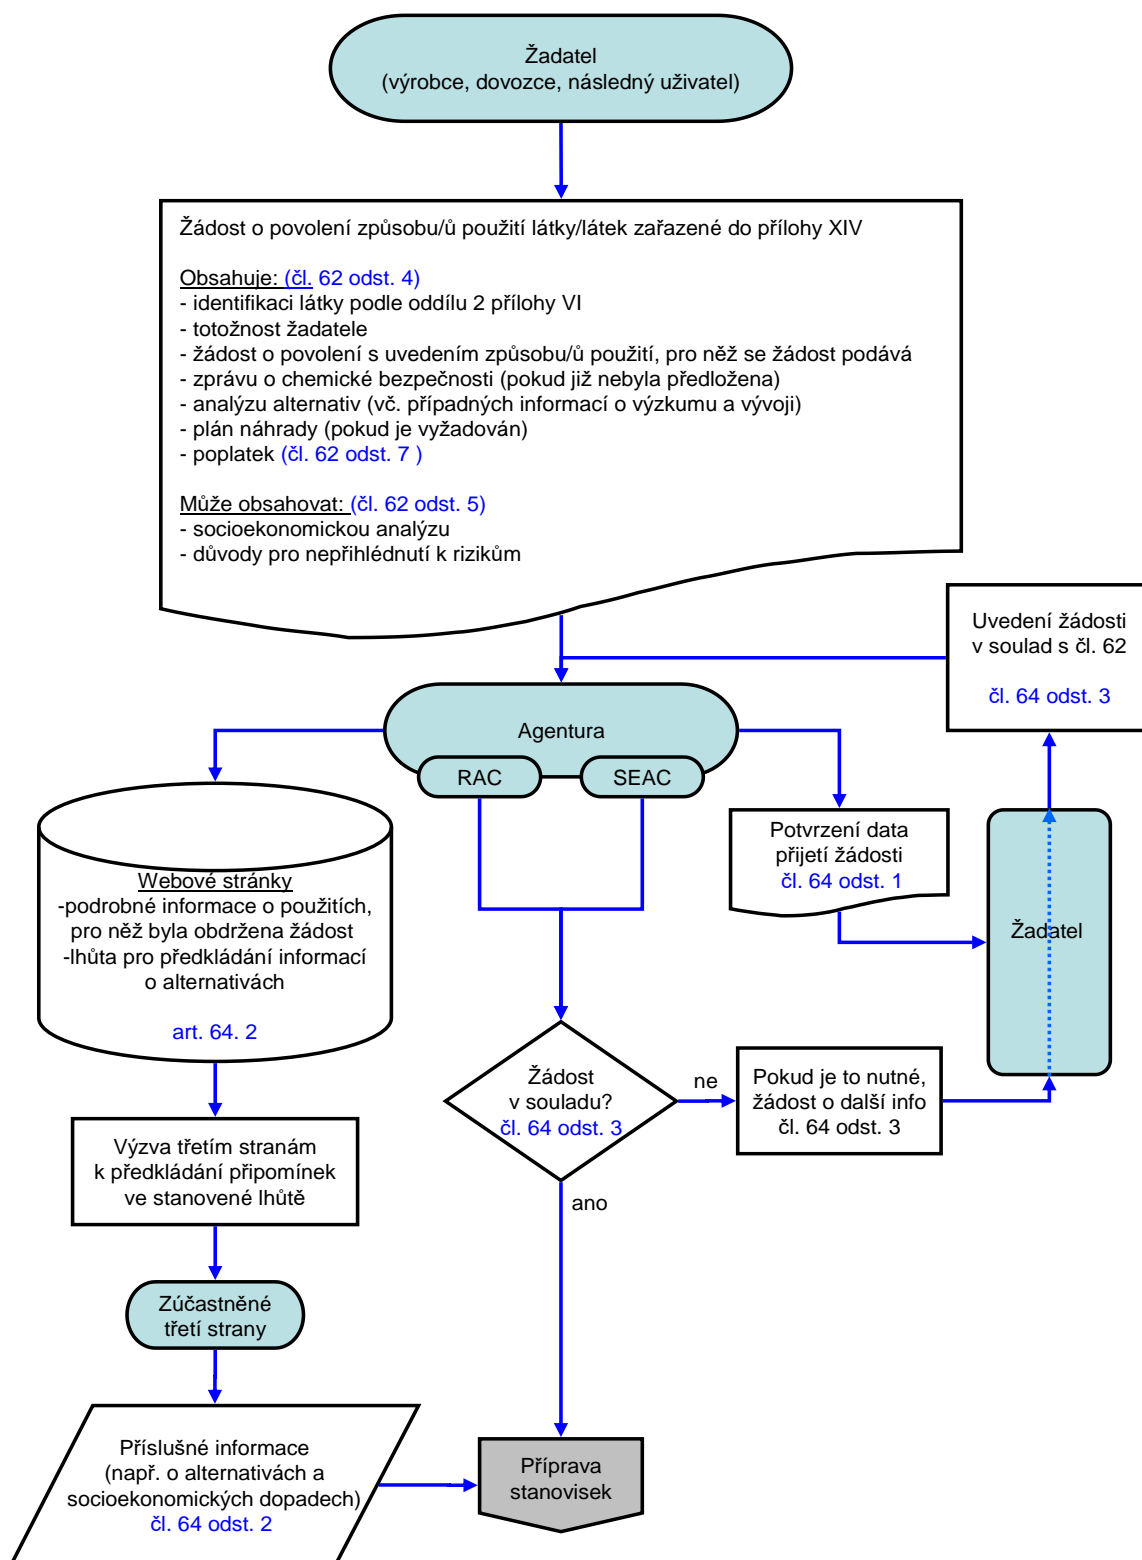 Žadatel
(výrobce, dovozce, následný uživatel)
Žádost o povolení způsobu/ů použití látky/látek zařazené do přílohy XIV
Obsahuje: (čl. 62 odst. 4)
- identifikaci látky podle oddílu 2 přílohy VI
- totožnost žadatele
- žádost o povolení s uvedením způsobu/ů použití, pro něž se žádost podává
- zprávu o chemické bezpečnosti (pokud již nebyla předložena)
- analýzu alternativ (vč. případných informací o výzkumu a vývoji)
- plán náhrady (pokud je vyžadován)
- poplatek (čl. 62 odst. 7 )
Může obsahovat: (čl. 62 odst. 5)
- socioekonomickou analýzu
- důvody pro nepřihlédnutí k rizikům
Uvedení žádosti
v soulad s čl. 62
čl. 64 odst. 3
Agentura
RAC
SEAC
Potvrzení data
přijetí žádosti
čl. 64 odst. 1
Žadatel
Webové stránky
-podrobné informace o použitích,
pro něž byla obdržena žádost
-lhůta pro předkládání informací
o alternativách
art. 64. 2
Žádost
v souladu?
čl. 64 odst. 3
ne
Pokud je to nutné,
žádost o další info
čl. 64 odst. 3
ano
Výzva třetím stranám
k předkládání připomínek
ve stanovené lhůtě
Zúčastněné
třetí strany
Příslušné informace
(např. o alternativách a
socioekonomických dopadech)
čl. 64 odst. 2
Příprava
stanovisek